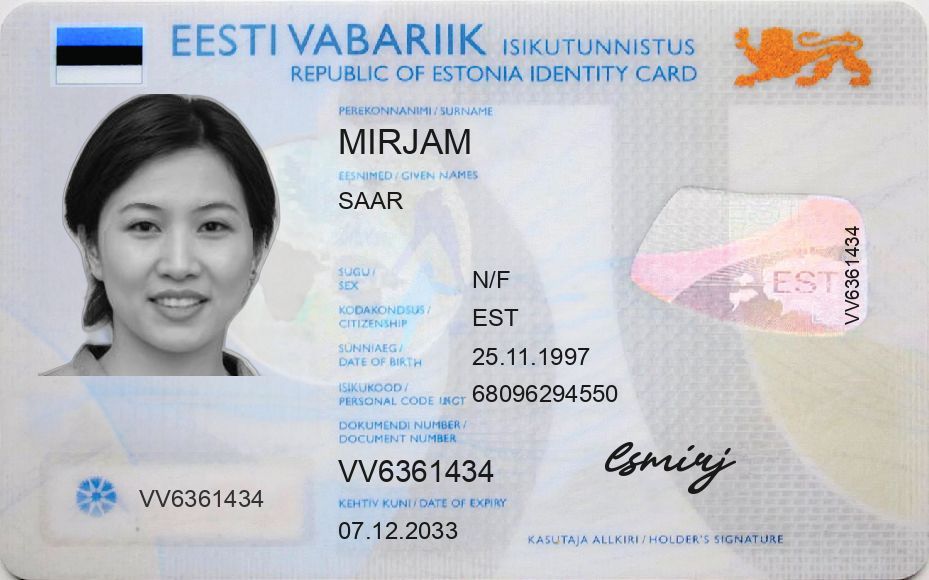 EESTI VABARIIK ISIKUTUNNISTUS
REPUBLIC OF ESTONIA IDENTITY CARD
PEREKONNANIMI / SURNAME
MIRJAM
EESNIMED / GIVEN NAMES
SAAR
SUGU /
SEX
N/F
KODAKONDSUS /
CITIZENSHIP
EST
SÜNNIAEG /
DATE OF BIRTH
25.11.1997
ISIKUKOOD /
PERSONAL CODE
68096294550
DOKUMENDI NUMBER /
DOCUMENT NUMBER
VV6361434
KEHTIV KUNI / DATE OF EXPIRY
07.12.2033
VV6361434
EST
VV6361434
esmirj
KASUTAJA ALLKIRI / HOLDER'S SIGNATURE